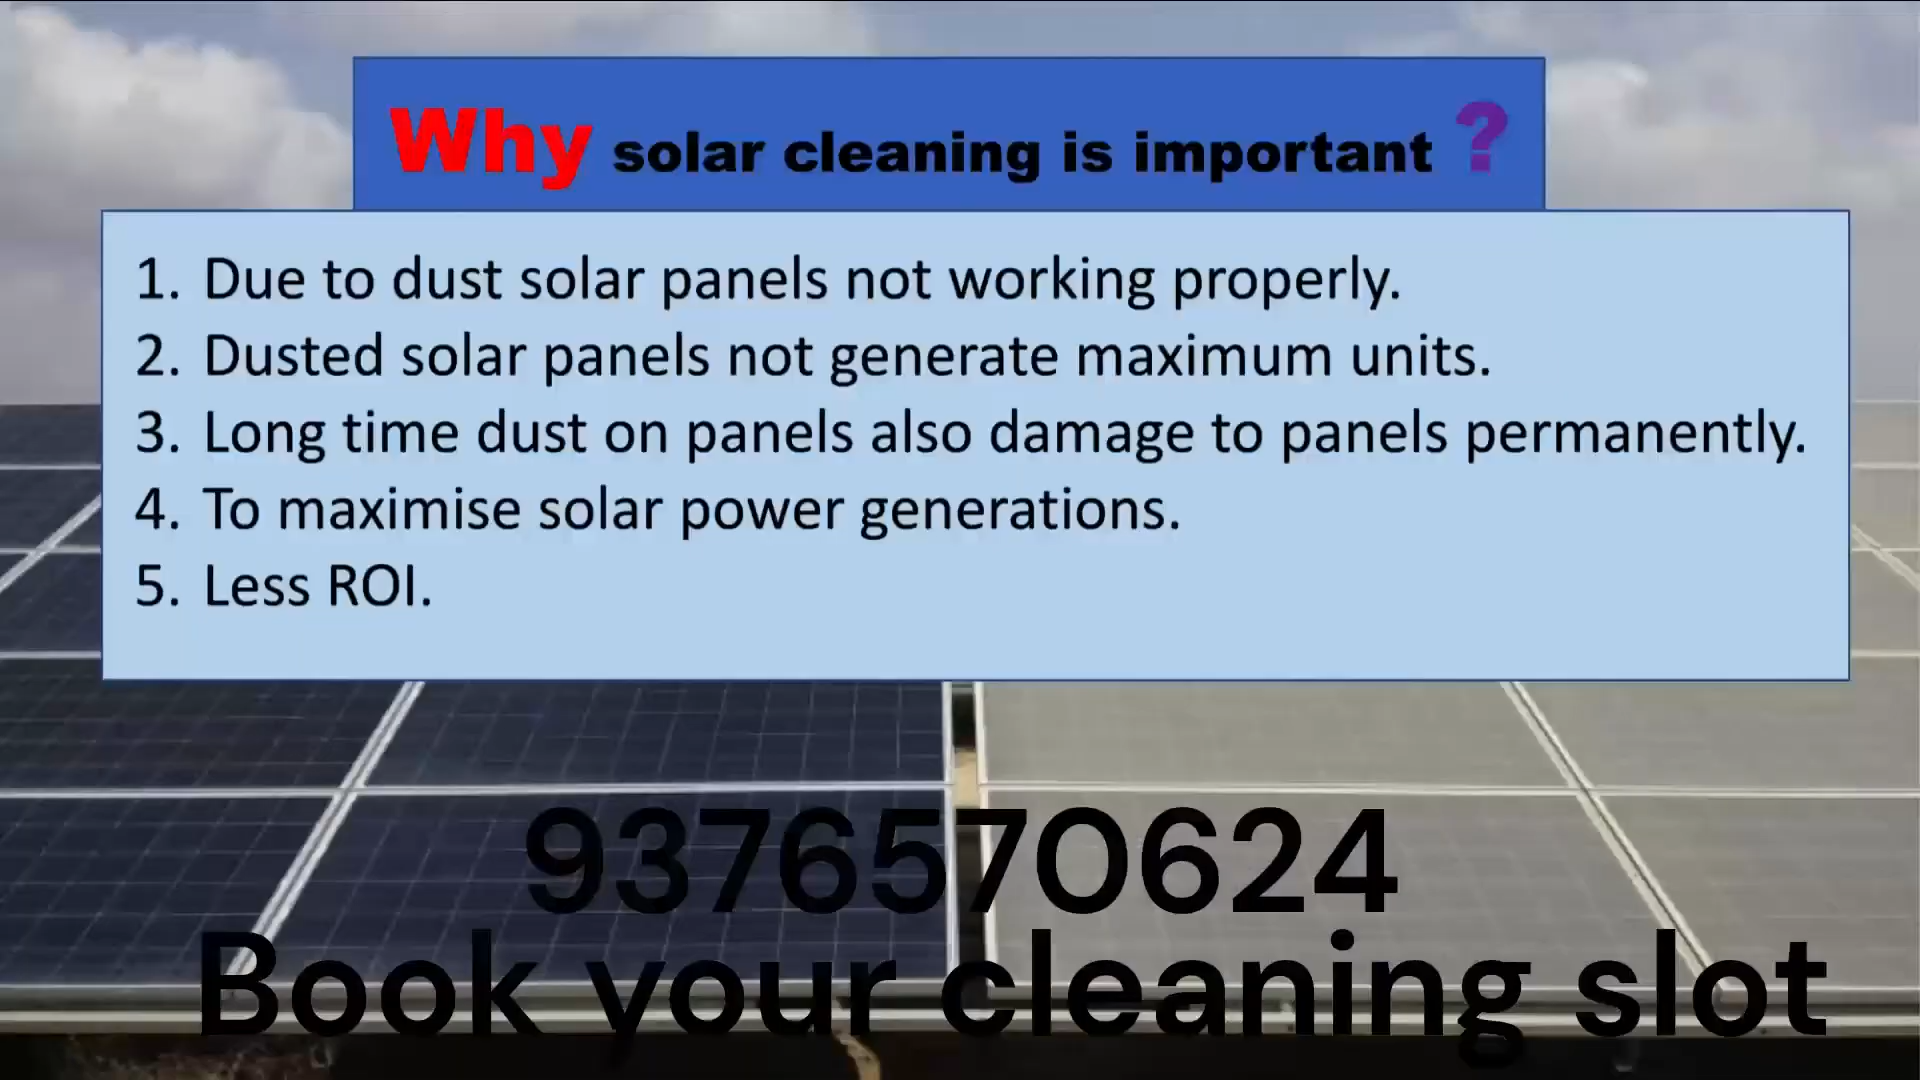 Why solar cleaning is important ?
1. Due to dust solar panels not working properly.
2. Dusted solar panels not generate maximum units.
3. Long time dust on panels also damage to panels permanently.
4. To maximise solar power generations.
5. Less ROI.
9376570624
Book your cleaning slot